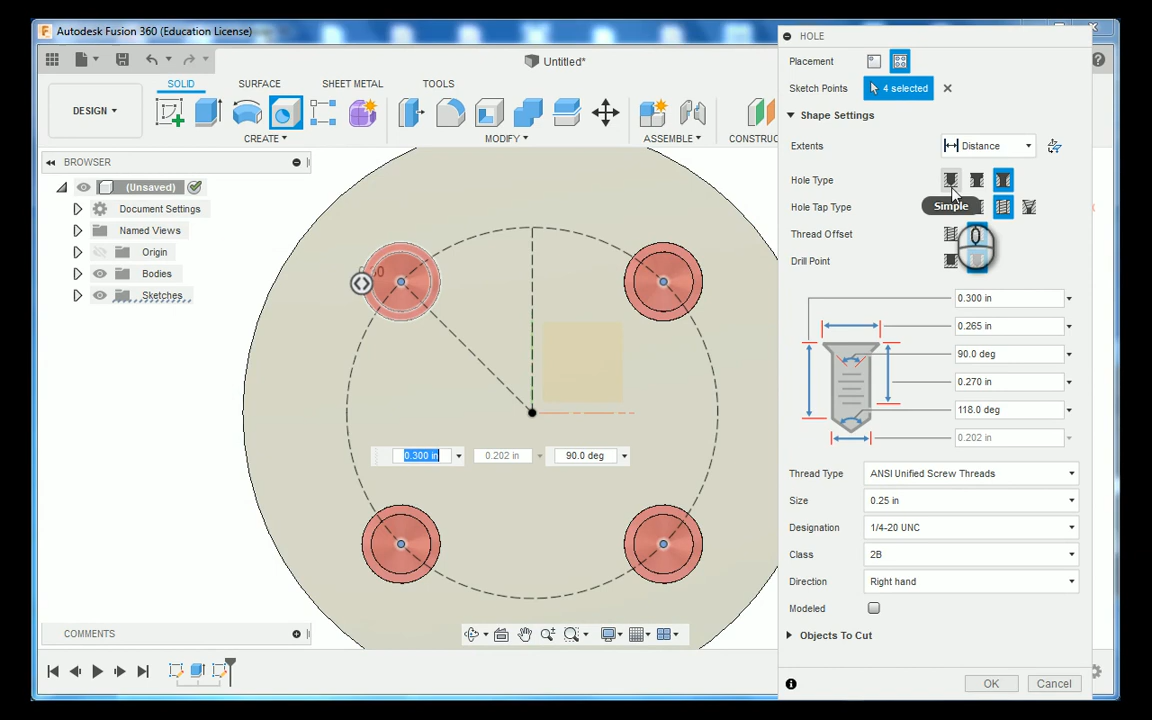 Autodesk Fusion 360 (Education License)
HOLE
Untitled*
Placement
SOLID
SURFACE
SHEET METAL
TOOLS
Sketch Points
4 selected
DESIGN
Shape Settings
CREATE
MODIFY
ASSEMBLE
CONSTRUC
Extents
Distance
BROWSER
Hole Type
(Unsaved)
Simple
Document Settings
Hole Tap Type
Named Views
Thread Offset
Origin
Drill Point
Bodies
Sketches
0.300 in
0.265 in
90.0 deg
0.270 in
118.0 deg
0.202 in
0.300 in
0.202 in
90.0 deg
Thread Type
ANSI Unified Screw Threads
Size
0.25 in
Designation
1/4-20 UNC
Class
2B
Direction
Right hand
Modeled
COMMENTS
Objects To Cut
OK
Cancel